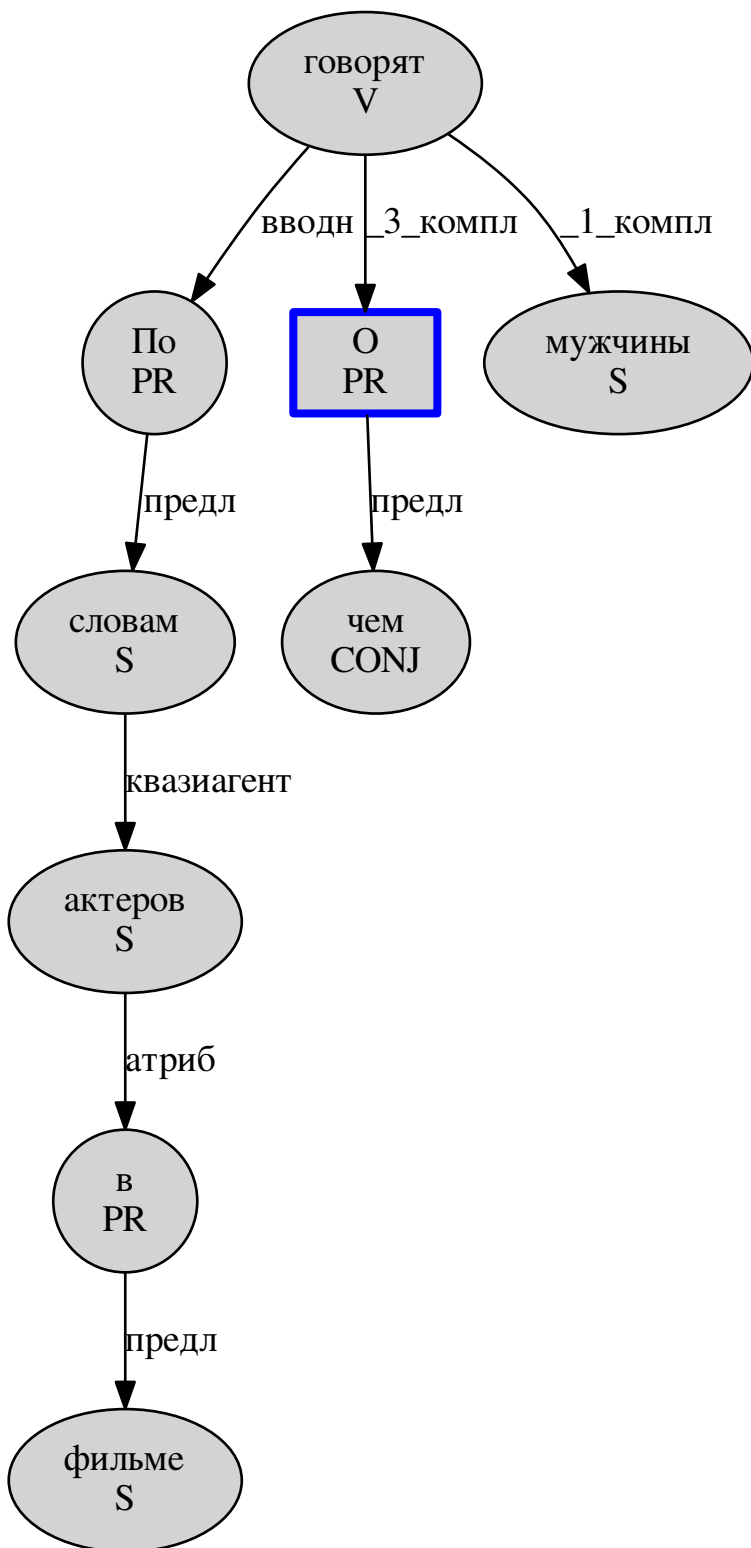 говорят
V
вводн _3_компл _1_компл
По
PR
О
PR
мужчины
S
предл предл
словам
S
чем
CONJ
квазиагент
актеров
S
атриб
в
PR
предл
фильме
S